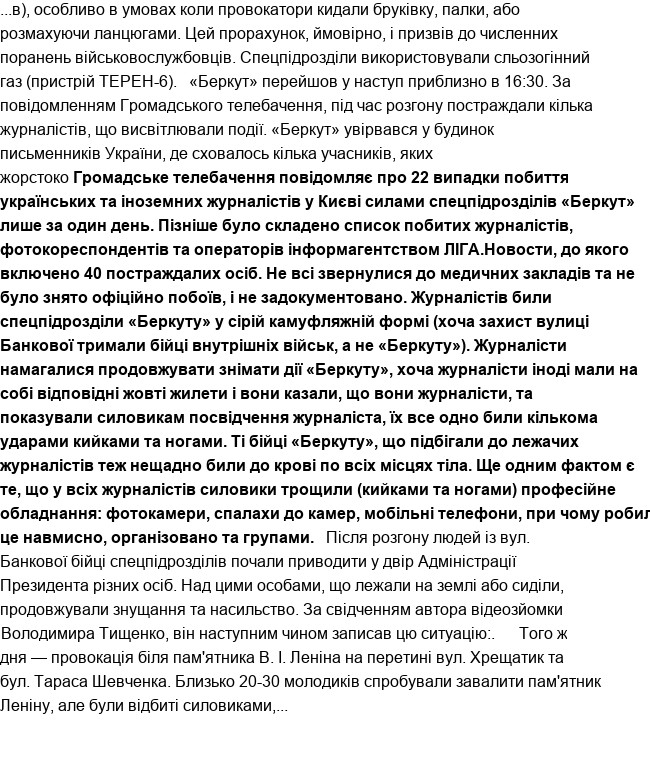 ...в), особливо в умовах коли провокатори кидали бруківку, палки, або
розмахуючи ланцюгами. Цей прорахунок, ймовірно, і призвів до численних
поранень військовослужбовців. Спецпідрозділи використовували сльозогінний
газ (пристрій ТЕРЕН-6).   «Беркут» перейшов у наступ приблизно в 16:30. За
повідомленням Громадського телебачення, під час розгону постраждали кілька
журналістів, що висвітлювали події. «Беркут» увірвався у будинок
письменників України, де сховалось кілька учасників, яких
жорстоко Громадське телебачення повідомляє про 22 випадки побиття
українських та іноземних журналістів у Києві силами спецпідрозділів «Беркут»
лише за один день. Пізніше було складено список побитих журналістів,
фотокореспондентів та операторів інформагентством ЛІГА.Новости, до якого
включено 40 постраждалих осіб. Не всі звернулися до медичних закладів та не
було знято офіційно побоїв, і не задокументовано. Журналістів били
спецпідрозділи «Беркуту» у сірій камуфляжній формі (хоча захист вулиці
Банкової тримали бійці внутрішніх військ, а не «Беркуту»). Журналісти
намагалися продовжувати знімати дії «Беркуту», хоча журналісти іноді мали на
собі відповідні жовті жилети і вони казали, що вони журналісти, та
показували силовикам посвідчення журналіста, їх все одно били кількома
ударами кийками та ногами. Ті бійці «Беркуту», що підбігали до лежачих
журналістів теж нещадно били до крові по всіх місцях тіла. Ще одним фактом є
те, що у всіх журналістів силовики трощили (кийками та ногами) професійне
обладнання: фотокамери, спалахи до камер, мобільні телефони, при чому робил
це навмисно, організовано та групами.   Після розгону людей із вул.
Банкової бійці спецпідрозділів почали приводити у двір Адміністрації
Президента різних осіб. Над цими особами, що лежали на землі або сиділи,
продовжували знущання та насильство. За свідченням автора відеозйомки
Володимира Тищенко, він наступним чином записав цю ситуацію:.      Того ж
дня — провокація біля пам'ятника В. І. Леніна на перетині вул. Хрещатик та
бул. Тараса Шевченка. Близько 20-30 молодиків спробували завалити пам'ятник
Леніну, але були відбиті силовиками,...